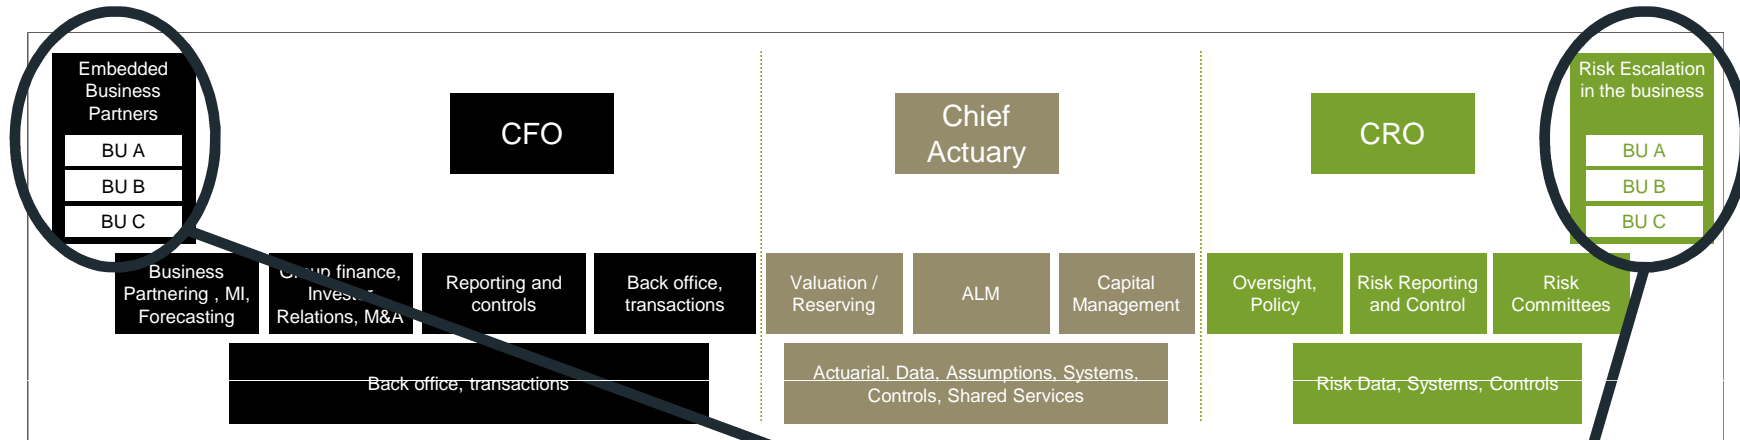 Embedded
Business
Partners
BU A
BU B
BU C
CFO
Chief
Actuary
CRO
Risk Escalation
in the business
BU A
BU B
BU C
Business
Partnering , MI,
Forecasting
Group finance,
Investor
Relations, M&A
Reporting and
controls
Back office,
transactions
Valuation /
Reserving
ALM
Capital
Management
Oversight,
Policy
Risk Reporting
and Control
Risk
Committees
Back office, transactions
Actuarial, Data, Assumptions, Systems,
Controls, Shared Services
Risk Data, Systems, Controls